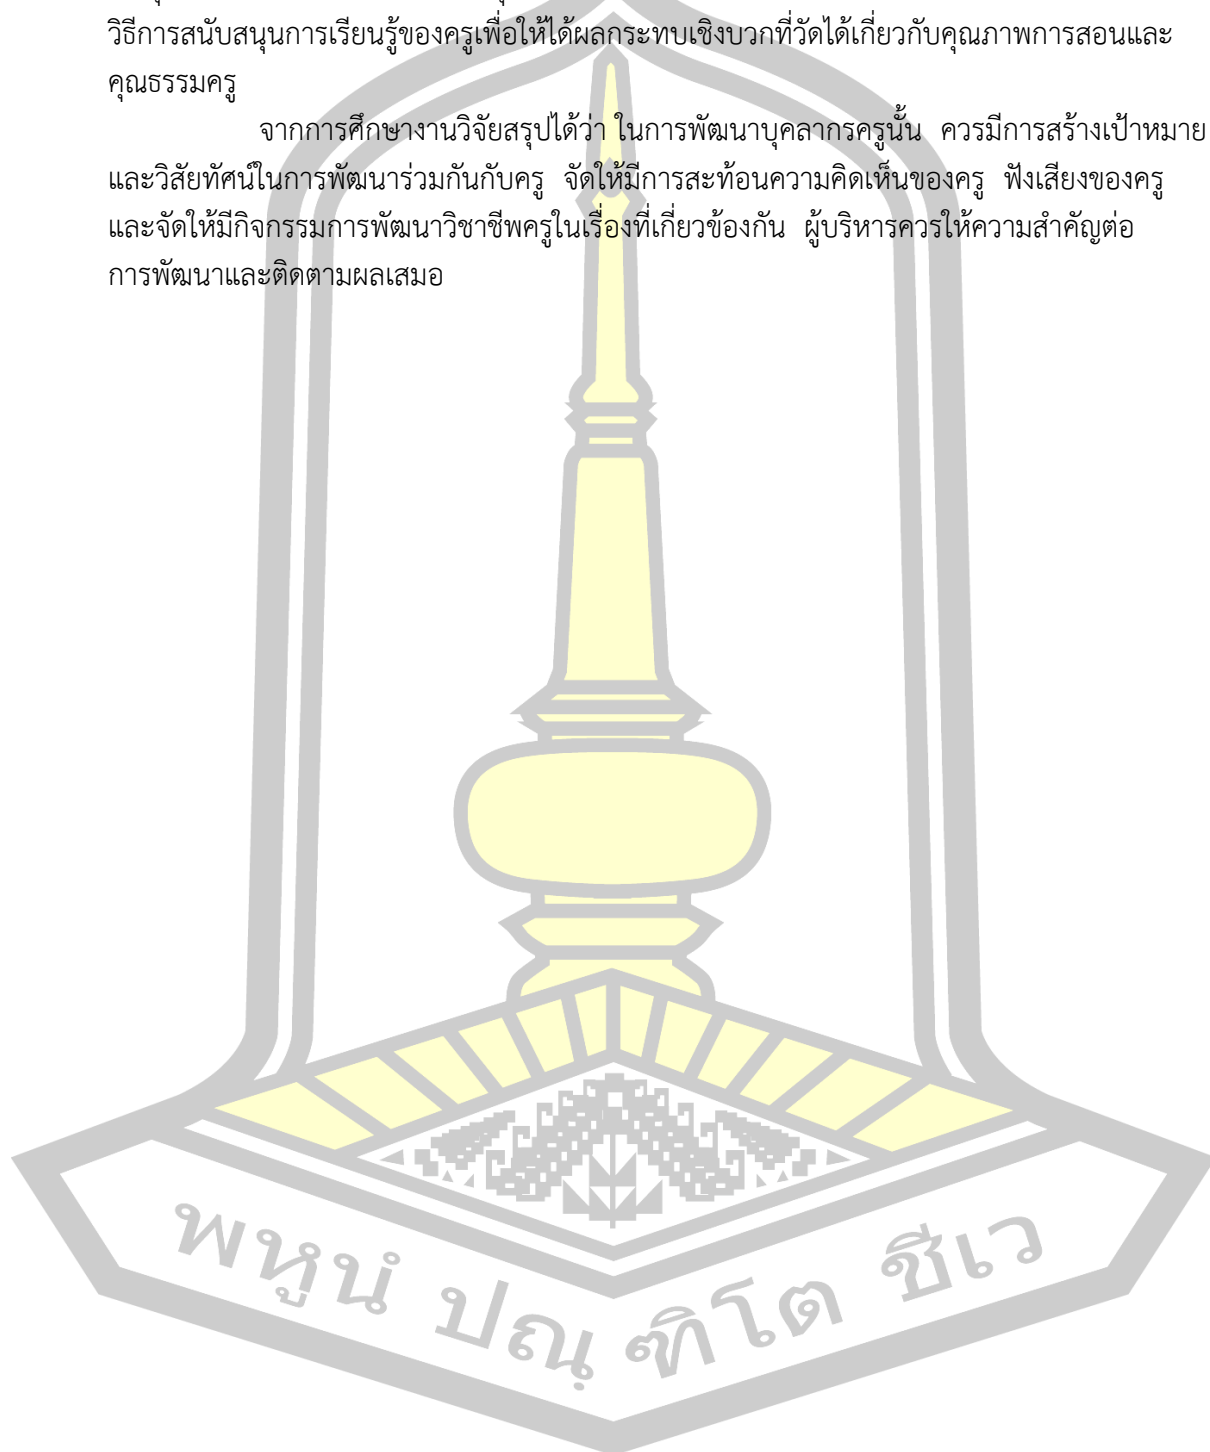 วิธีการสนับสนุนการเรียนรู้ของครูเพื่อให้ได้ผลกระทบเชิงบวกที่วัดได้เกี่ยวกับคุณภาพการสอนและ
คุณธรรมครู
จากการศึกษางานวิจัยสรุปได้ว่า ในการพัฒนาบุคลากรครูนั้น ควรมีการสร้างเป้าหมาย
และวิสัยทัศน์ในการพัฒนาร่วมกันกับครู จัดให้มีการสะท้อนความคิดเห็นของครู ฟังเสียงของครู
และจัดให้มีกิจกรรมการพัฒนาวิชาชีพครูในเรื่องที่เกี่ยวข้องกัน ผู้บริหารควรให้ความสำคัญต่อ
การพัฒนาและติดตามผลเสมอ
พหูนํ ปณฺฑิโต ชีเว